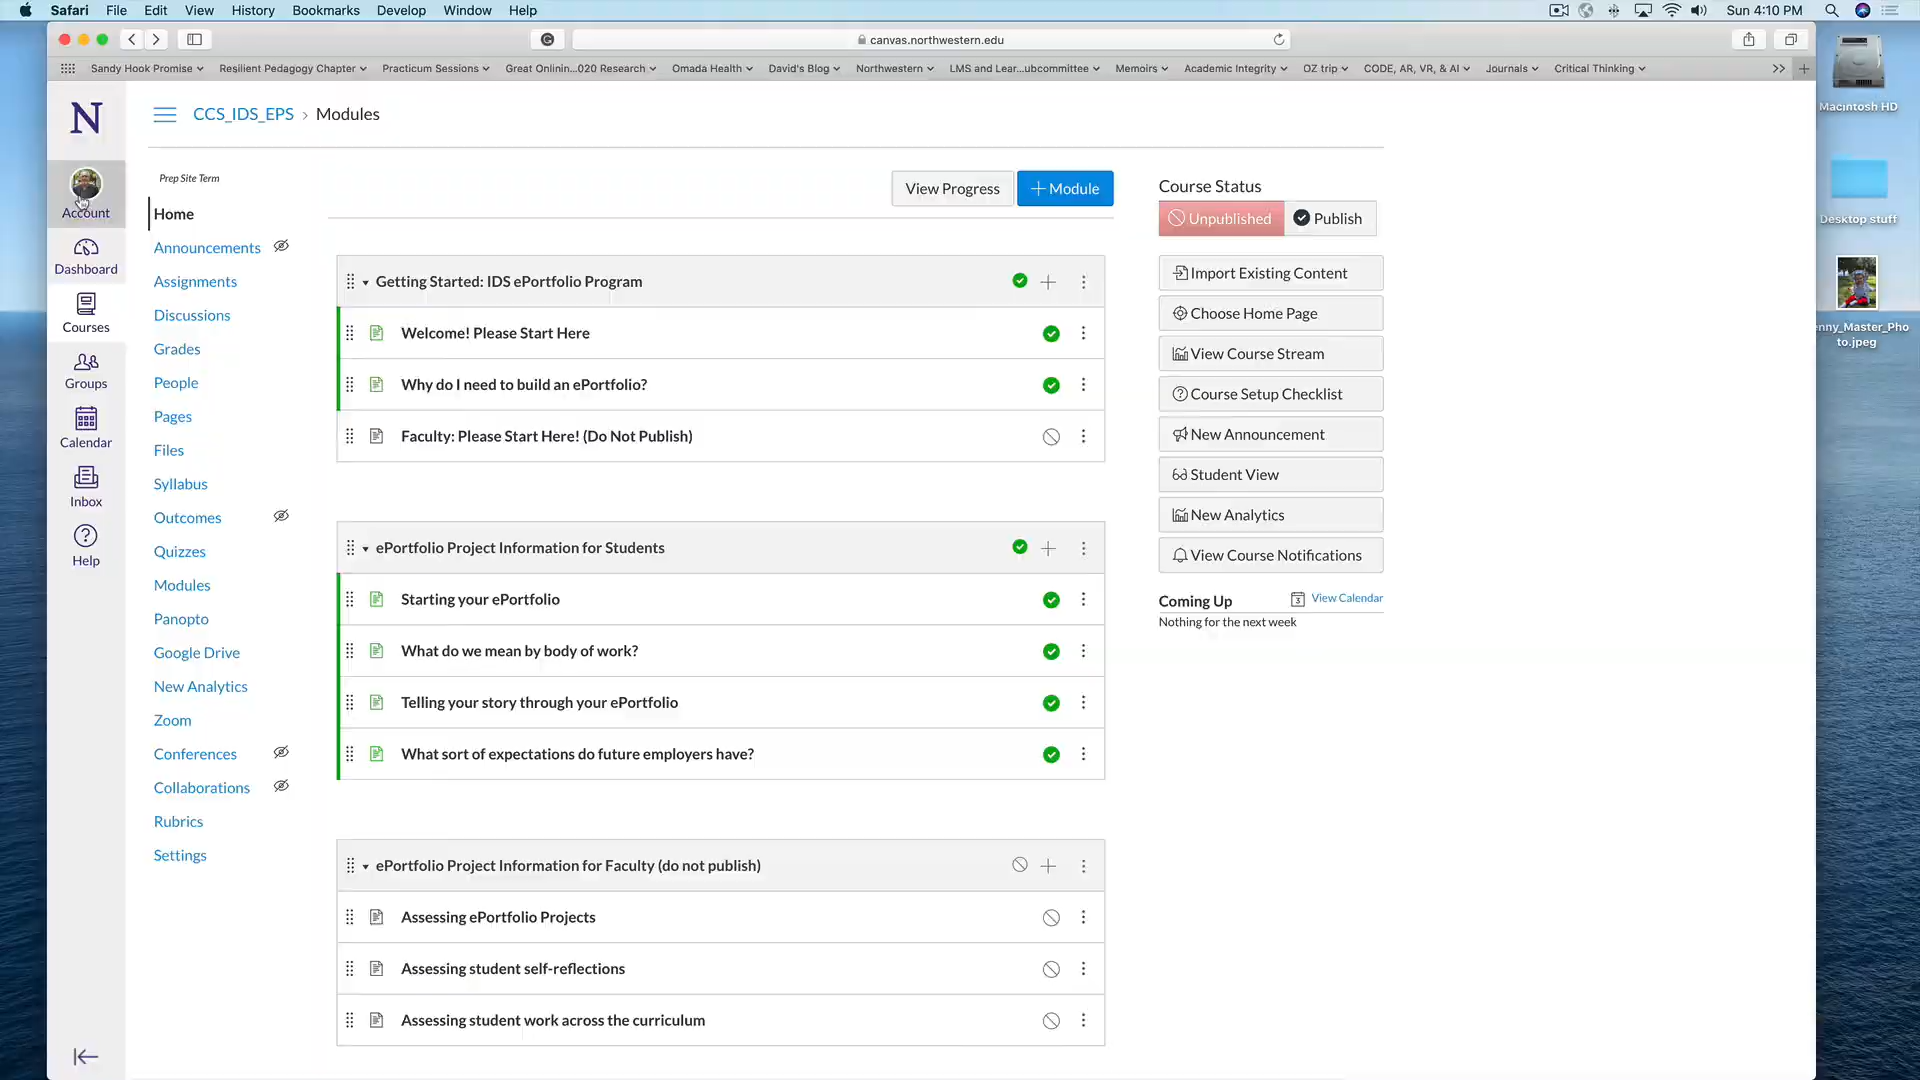 Safari File Edit View History Bookmarks Develop Window Help Sun 4:10 PM
canvas.northwestern.edu
Sandy Hook Promise Resilient Pedagogy Chapter Practicum Sessions Great Onlinin...020 Research Omada Health David's Blog Northwestern LMS and Lear...ubcommittee Memoirs Academic Integrity OZ trip CODE, AR, VR, & AI Journals Critical Thinking
Macintosh HD
Desktop stuff
enny_Master_Pho
to.jpeg
N
Account
Dashboard
Courses
Groups
Calendar
Inbox
Help
CCS_IDS_EPS › Modules
Prep Site Term
Home
Announcements
Assignments
Discussions
Grades
People
Pages
Files
Syllabus
Outcomes
Quizzes
Modules
Panopto
Google Drive
New Analytics
Zoom
Conferences
Collaborations
Rubrics
Settings
View Progress
+ Module
Getting Started: IDS ePortfolio Program
Welcome! Please Start Here
Why do I need to build an ePortfolio?
Faculty: Please Start Here! (Do Not Publish)
ePortfolio Project Information for Students
Starting your ePortfolio
What do we mean by body of work?
Telling your story through your ePortfolio
What sort of expectations do future employers have?
ePortfolio Project Information for Faculty (do not publish)
Assessing ePortfolio Projects
Assessing student self-reflections
Assessing student work across the curriculum
Course Status
Unpublished Publish
Import Existing Content
Choose Home Page
View Course Stream
Course Setup Checklist
New Announcement
Student View
New Analytics
View Course Notifications
Coming Up 3 View Calendar
Nothing for the next week